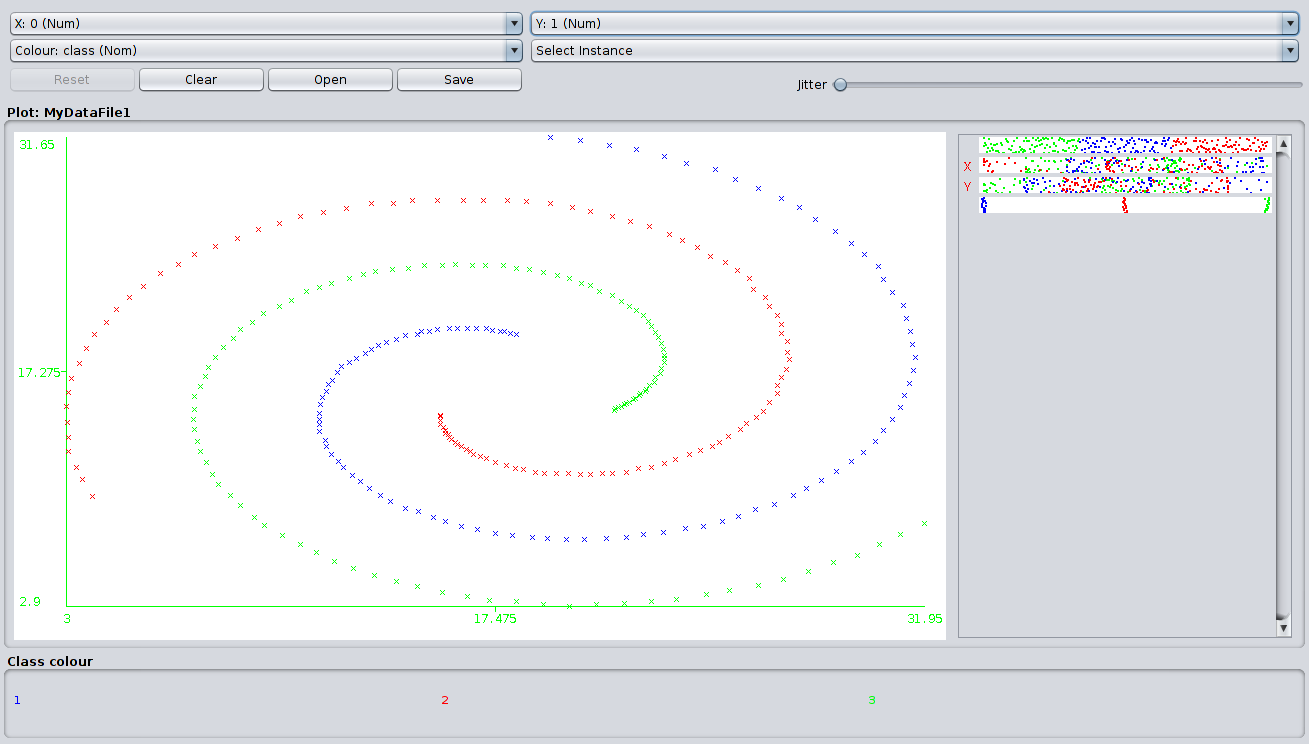 X: 0 (Num)
Y: 1 (Num)
Colour: class (Nom)
Select Instance
Reset
Clear
Open
Save
Jitter
Plot: MyDataFile1
31.65
17.275
2.9
3
17.475
31.95
X
Y
Class colour
1
2
3